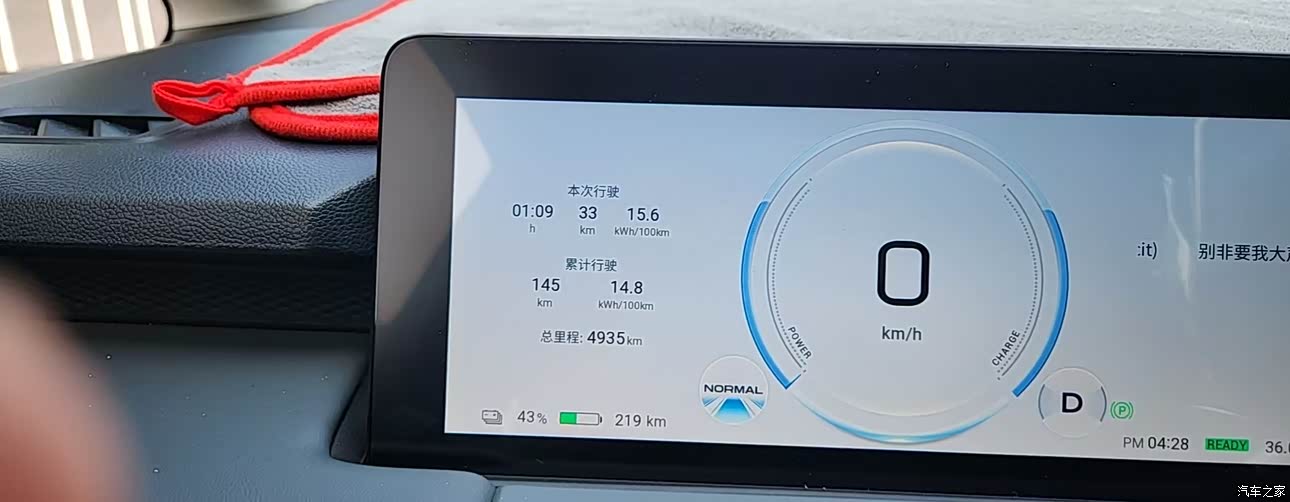 本次行驶
01:09 33 15.6
h km kWh/100km
累计行驶
145 14.8
km kWh/100km
总里程: 4935km
43% 219 km
NORMAL
POWER
0
km/h
CHARGE
:it) 别非要我大
D
P
PM 04:28 READY 36.
汽车之家